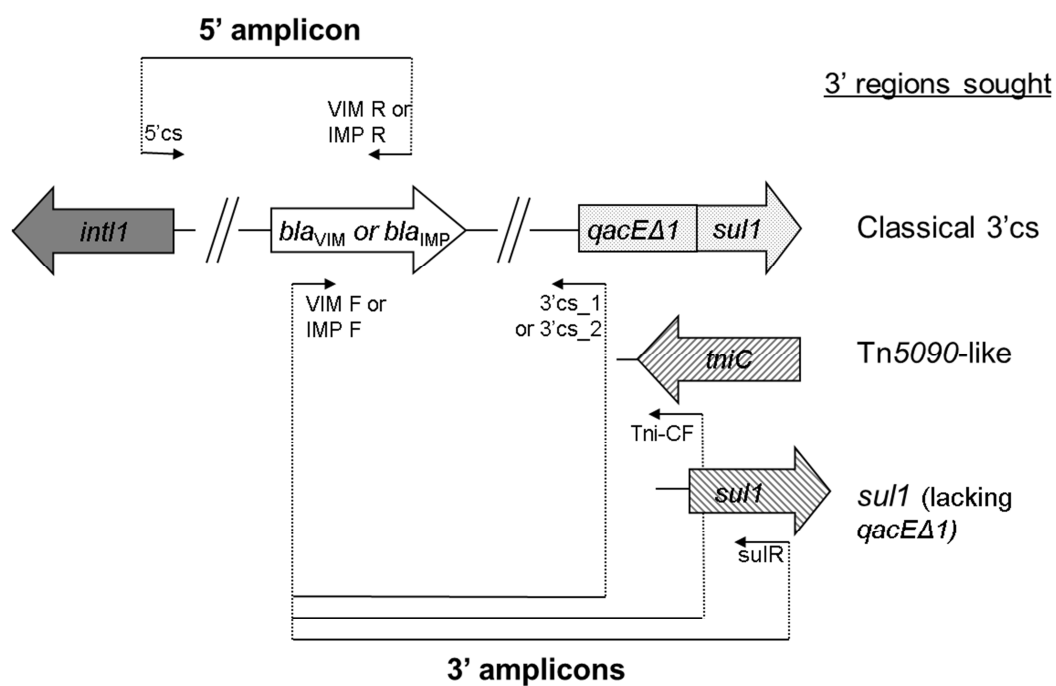 5’ amplicon
3’ regions sought
VIM R or
IMP R
5’cs
intI1
blaVIM or blaIMP
qacEΔ1
sul1
Classical 3’cs
VIM F or
IMP F
3’cs_1
or 3’cs_2
tniC
Tn5090-like
Tni-CF
sul1
sul1 (lacking
qacEΔ1)
sulR
3’ amplicons